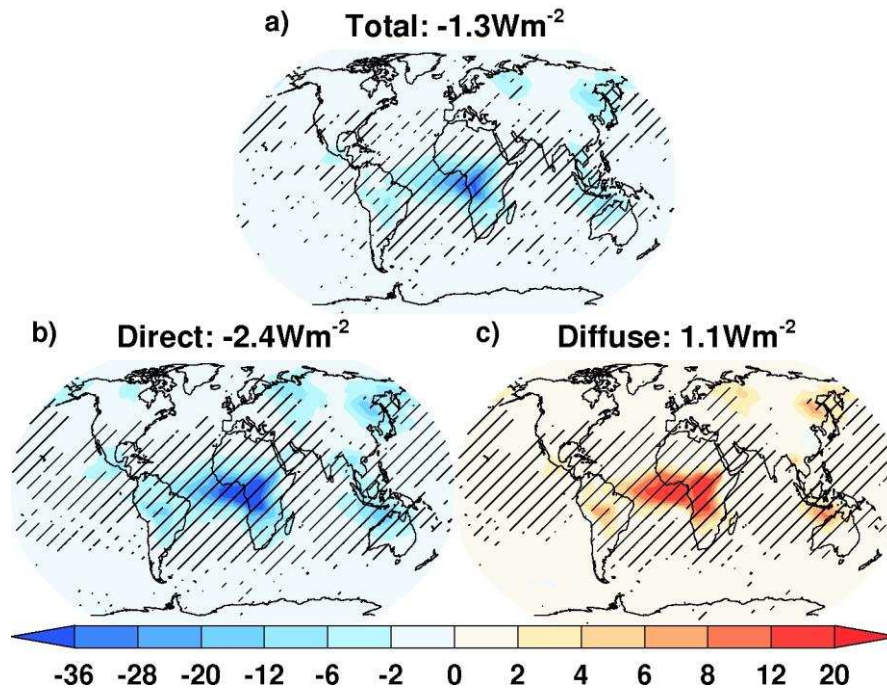 a) Total: -1.3Wm⁻²
b) Direct: -2.4Wm⁻²
c) Diffuse: 1.1Wm⁻²
-36 -28 -20 -12 -6 -2 0 2 4 6 8 12 20